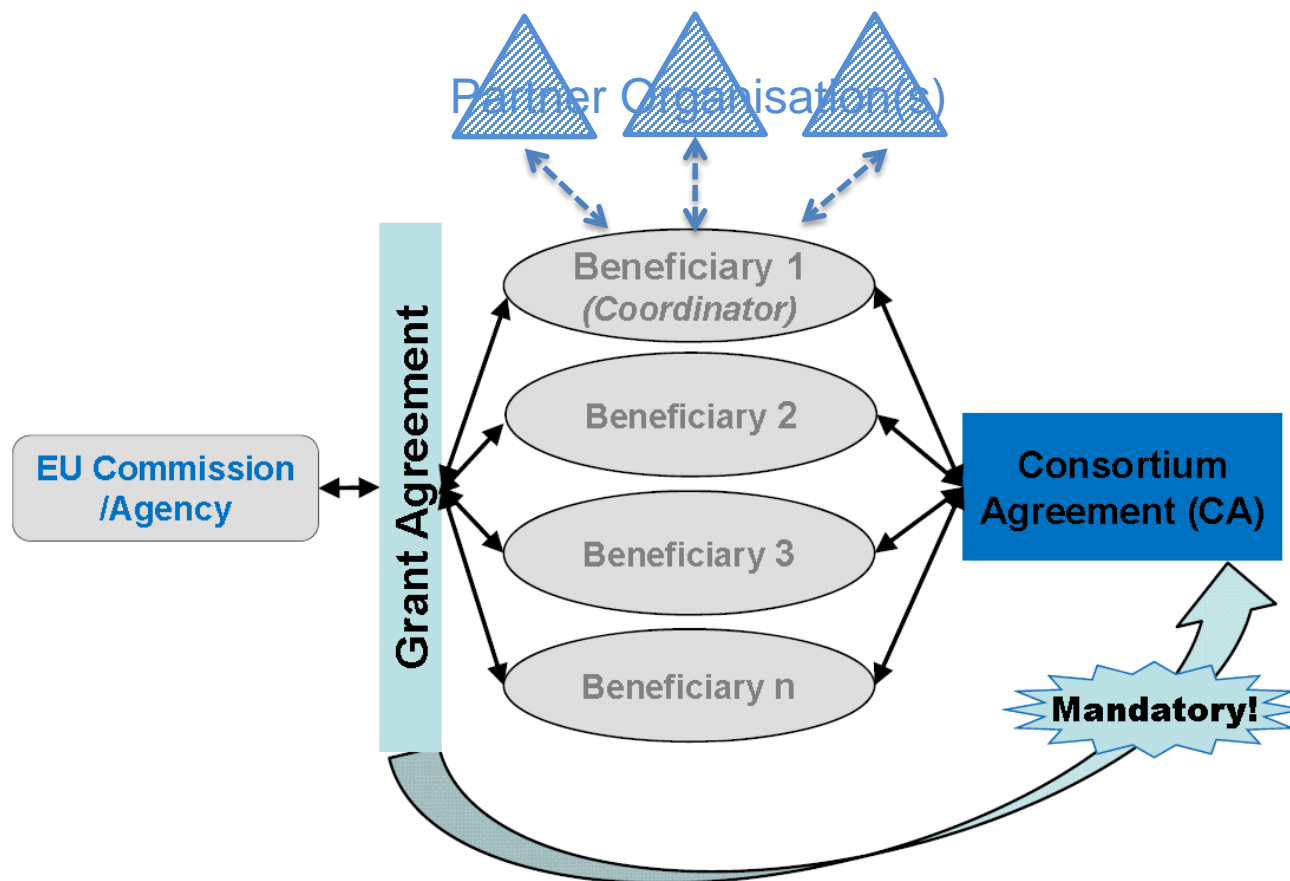 Partner Organisation(s)
Grant Agreement
Beneficiary 1
(Coordinator)
Beneficiary 2
EU Commission
/Agency
Consortium
Agreement (CA)
Beneficiary 3
Beneficiary n
Mandatory!